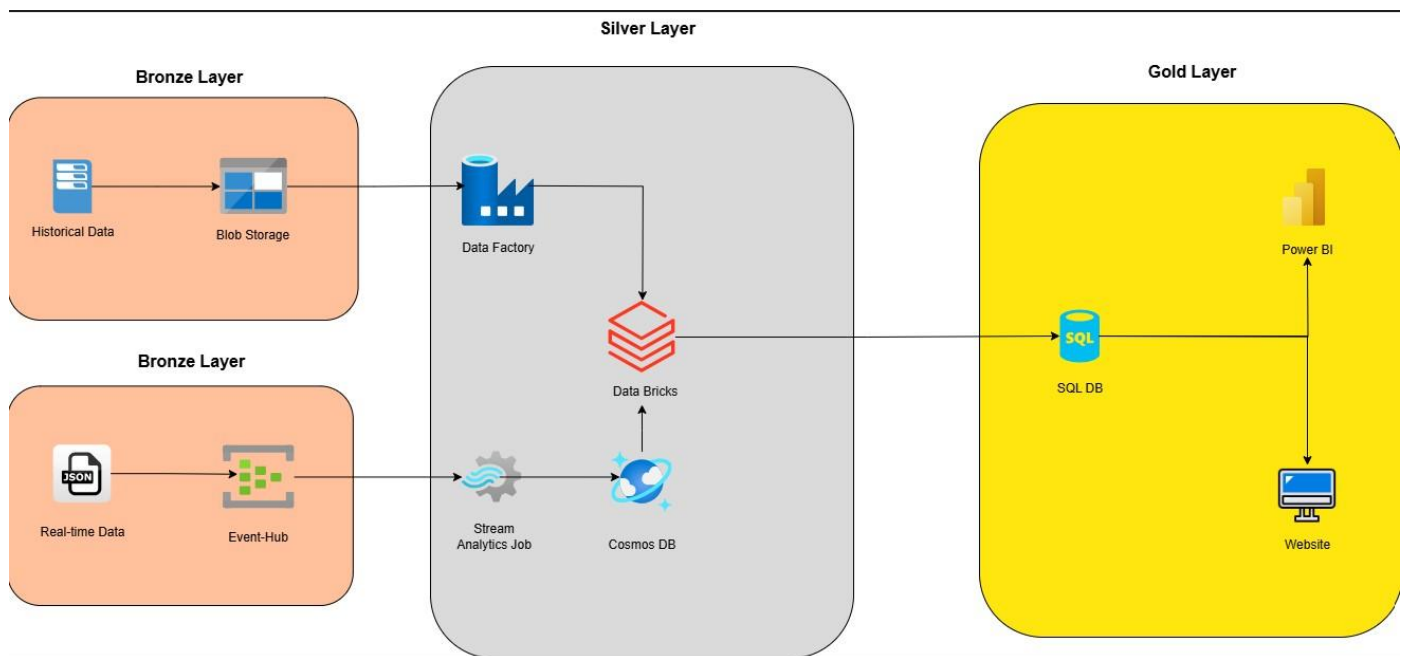 Silver Layer
Bronze Layer
Gold Layer
Historical Data
Blob Storage
Data Factory
Power BI
SQL
SQL DB
Data Bricks
Bronze Layer
JSON
Real-time Data
Event-Hub
Stream
Analytics Job
Cosmos DB
Website